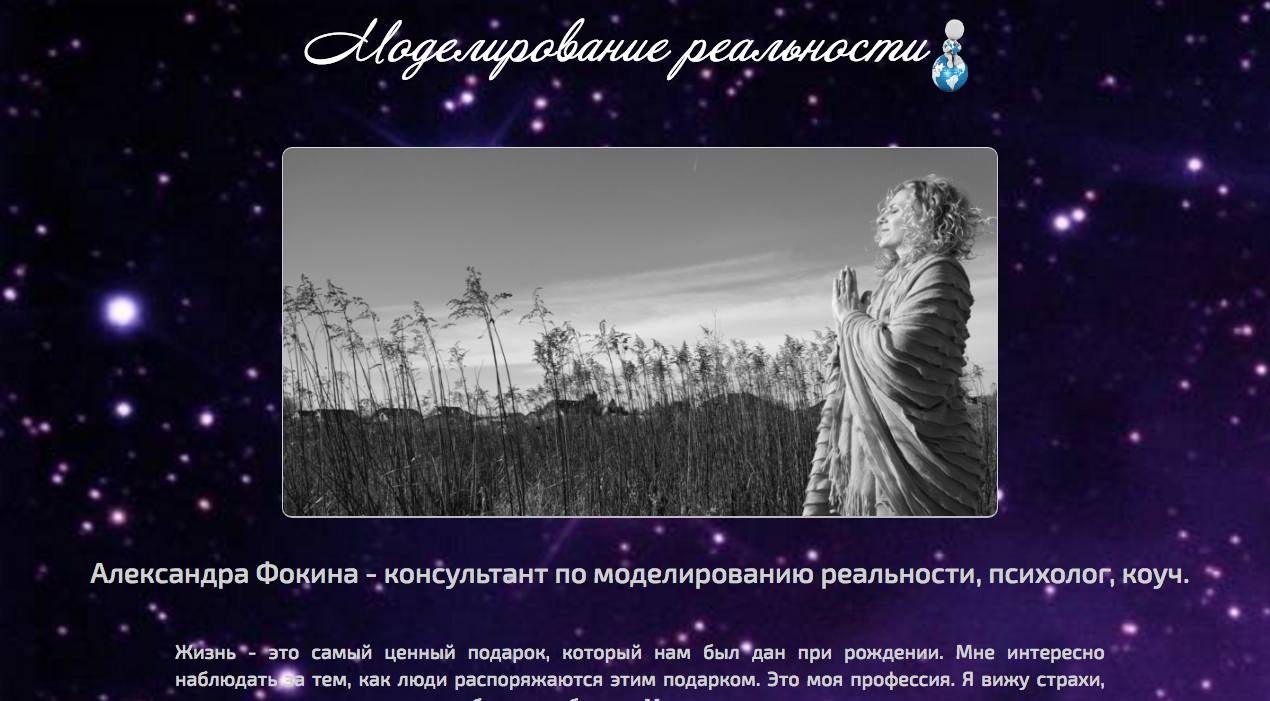 Моделирование реальности
Александра Фокина - консультант по моделированию реальности, психолог, коуч.
Жизнь - это самый ценный подарок, который нам был дан при рождении. Мне интересно
наблюдать за тем, как люди распоряжаются этим подарком. Это моя профессия. Я вижу страхи,